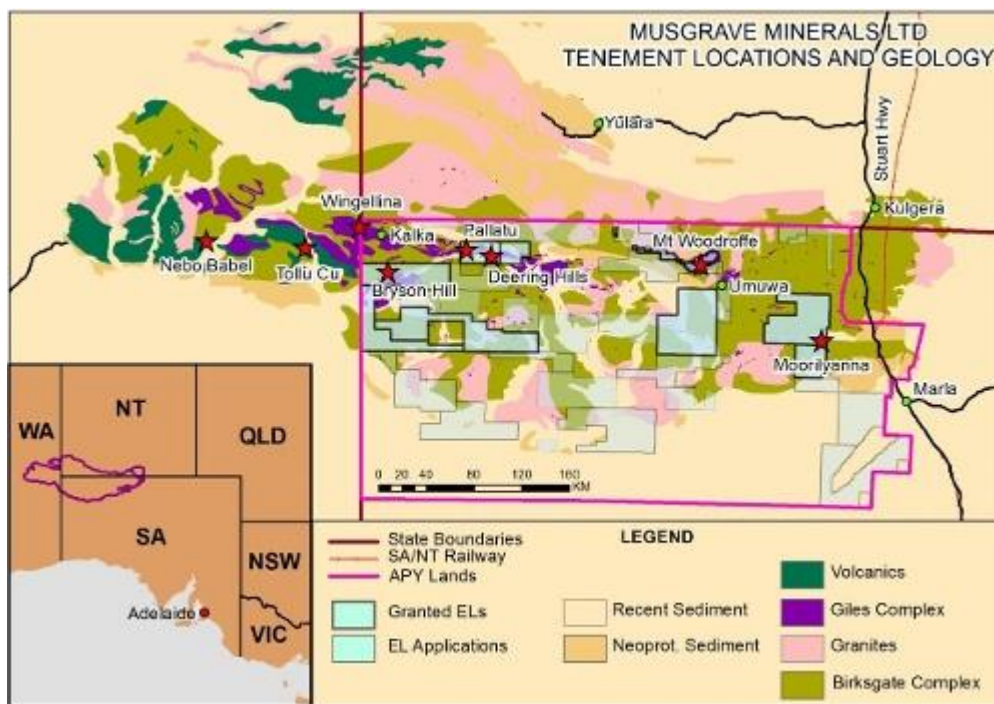 MUSGRAVE MINERALS LTD
TENEMENT LOCATIONS AND GEOLOGY
Yulara
Stuart Hwy
Kulgera
Wingellina
Kalka
Pallatu
Mt Woodroffe
Nebo Babel
Tollu Cu
Deering Hills
Bryson Hill
Umuwa
Moorilyanna
Marla
0 20 40 80 120 160
KM
NT
WA
QLD
SA
NSW
Adelaide
VIC
LEGEND
State Boundaries
SA/NT Railway
APY Lands
Granted ELs
EL Applications
Recent Sediment
Neoprot. Sediment
Volcanics
Giles Complex
Granites
Birksgate Complex